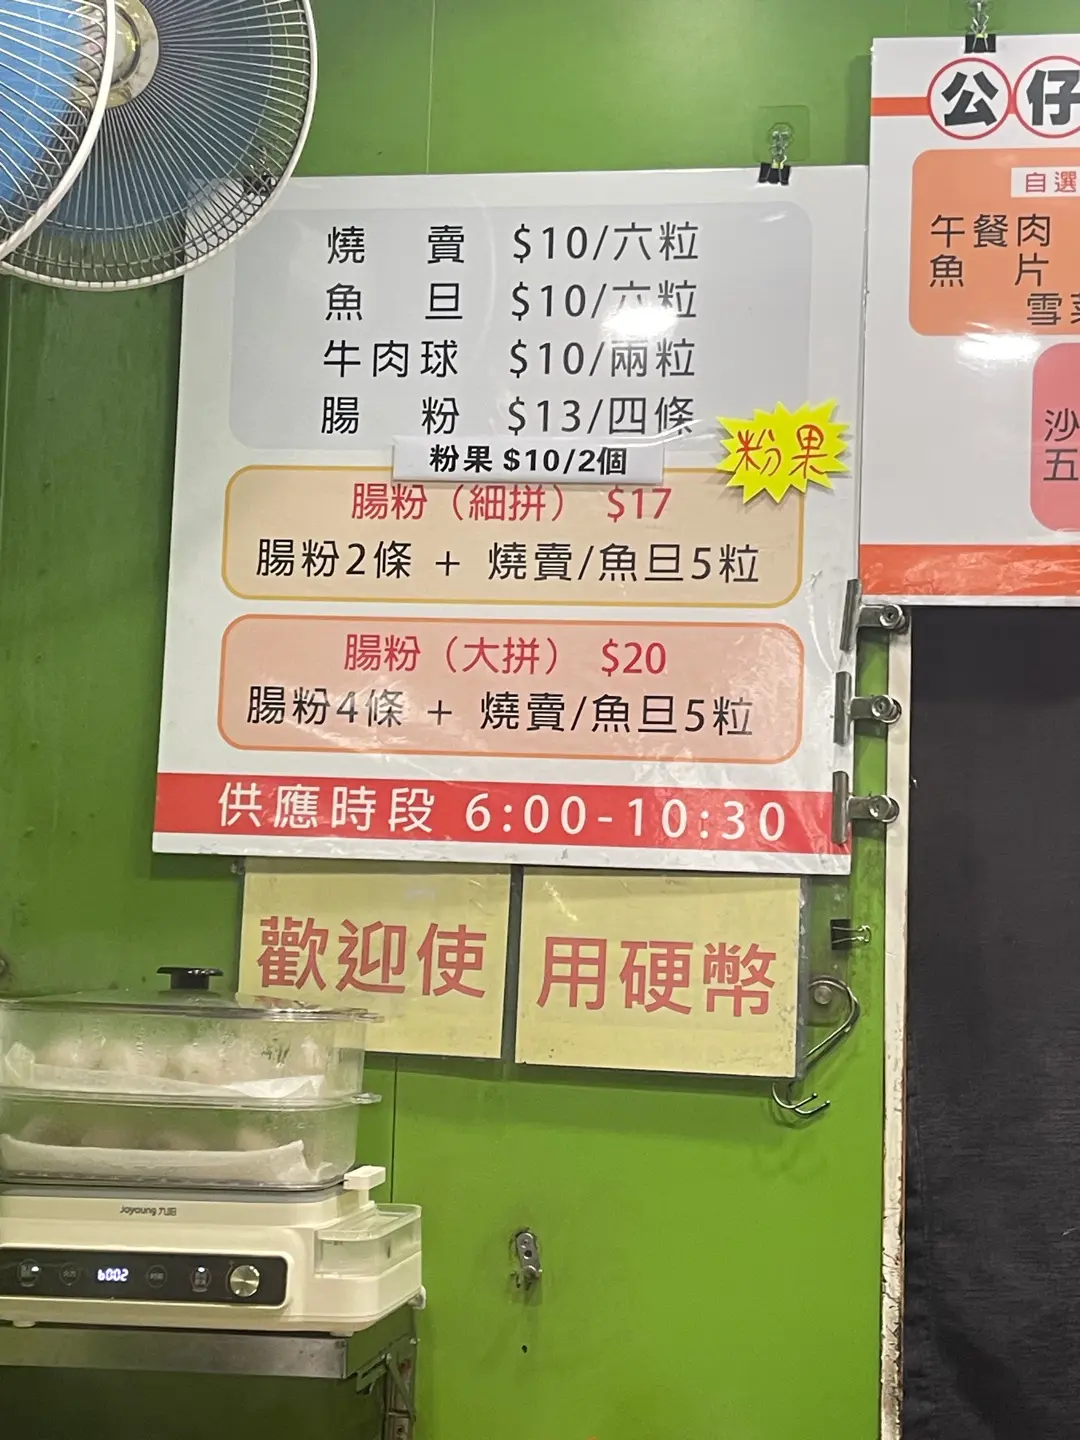 燒賣 $10/六粒
魚旦 $10/六粒
牛肉球 $10/兩粒
腸粉 $13/四條
粉果 $10/2個
粉果
腸粉（細拼） $17
腸粉2條 + 燒賣/魚旦5粒
腸粉（大拼） $20
腸粉4條 + 燒賣/魚旦5粒
供應時段 6:00-10:30
歡迎使用硬幣
公仔
自選
午餐肉
魚片
雪
沙
五
Joyoung 九阳